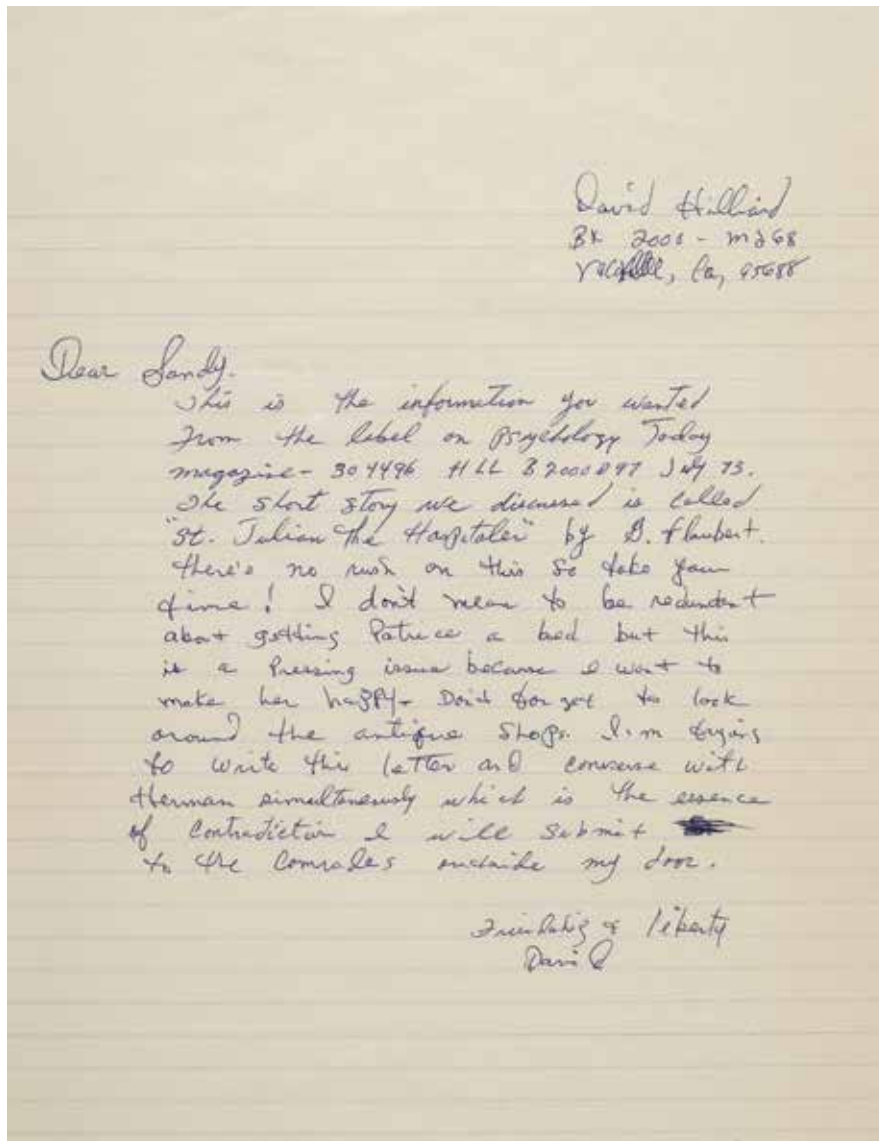 David Hilliard
BX 2000 - M268
Ca, 95688
Dear Sandy.
This is the information you wanted
From the label on Psychology Today
magazine - 304496 HLL B2000 July 73.
The short story we discussed is called
"St. Julian The Hospitaler" by G. Flaubert.
there's no rush on this so take your
time! I don't mean to be redundant
about getting Patrice a bed but this
is a Pressing issue because I want to
make her happy- Don't forget to look
around the antique shops. I'm trying
to write this letter and converse with
Herman simultaneously which is the essence
of Contradiction I will submit
to the Comrades outside my door.
Friendship & liberty
David